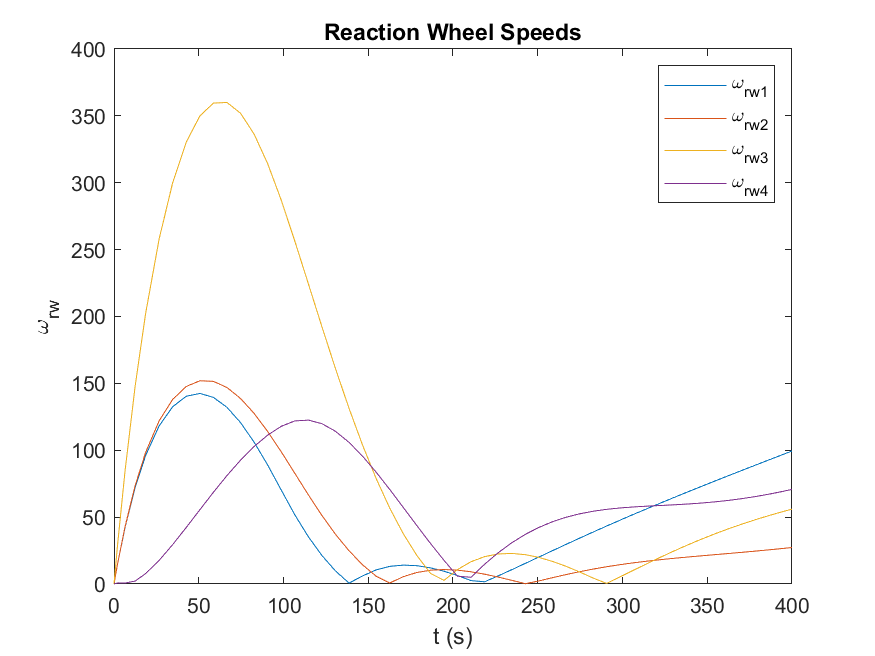 Reaction Wheel Speeds
400
350
300
250
200
150
100
50
0
ω_rw
ω_rw1
ω_rw2
ω_rw3
ω_rw4
0 50 100 150 200 250 300 350 400
t (s)